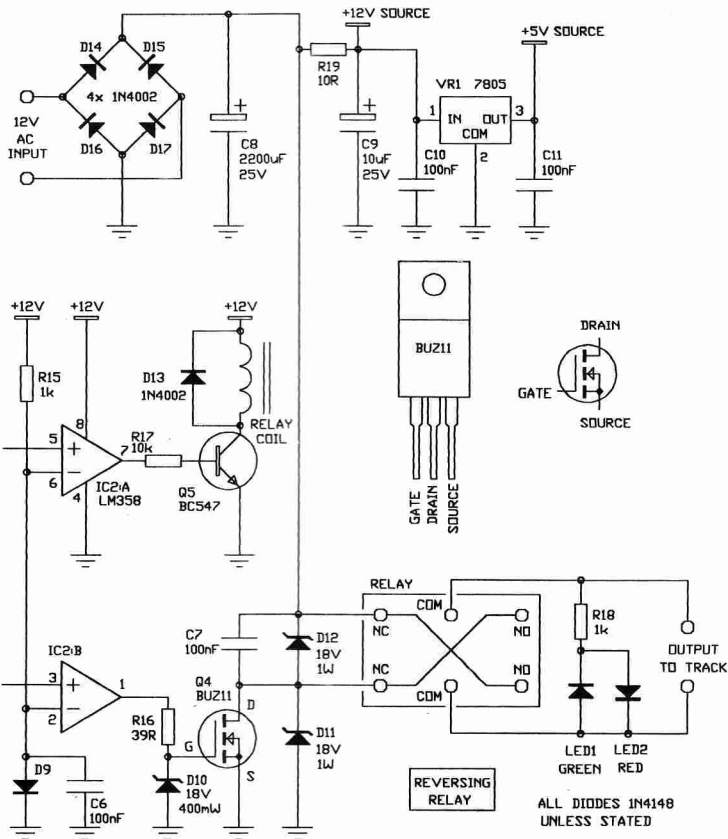 +12V SOURCE
+5V SOURCE
D14
D15
4x 1N4002
D16
D17
12V
AC
INPUT
+
C8
2200uF
25V
R19
10R
+
C9
10uF
25V
C10
100nF
VR1 7805
1
IN
OUT
3
COM
2
C11
100nF
+12V
+12V
+12V
R15
1k
D13
1N4002
RELAY
COIL
8
5
+
7
6
-
4
IC2:A
LM358
R17
10k
Q5
BC547
BUZ11
GATE
DRAIN
SOURCE
DRAIN
GATE
SOURCE
IC2:B
3
+
1
2
-
R16
39R
D9
C6
100nF
D10
18V
400mW
C7
100nF
Q4
BUZ11
D
G
S
D12
18V
1W
D11
18V
1W
RELAY
COM
NC
NO
NC
NO
COM
R18
1k
OUTPUT
TO TRACK
LED1
GREEN
LED2
RED
REVERSING
RELAY
ALL DIODES 1N4148
UNLESS STATED